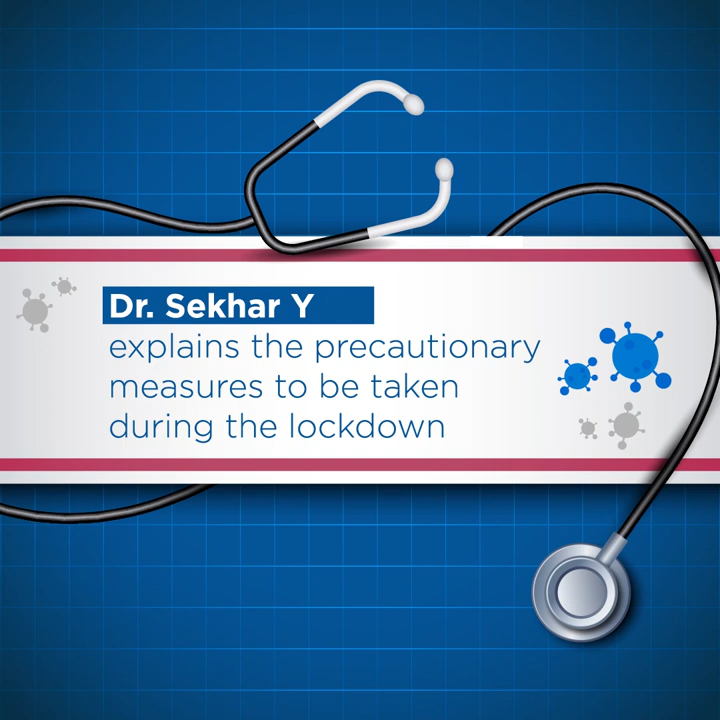 Dr. Sekhar Y
explains the precautionary
measures to be taken
during the lockdown